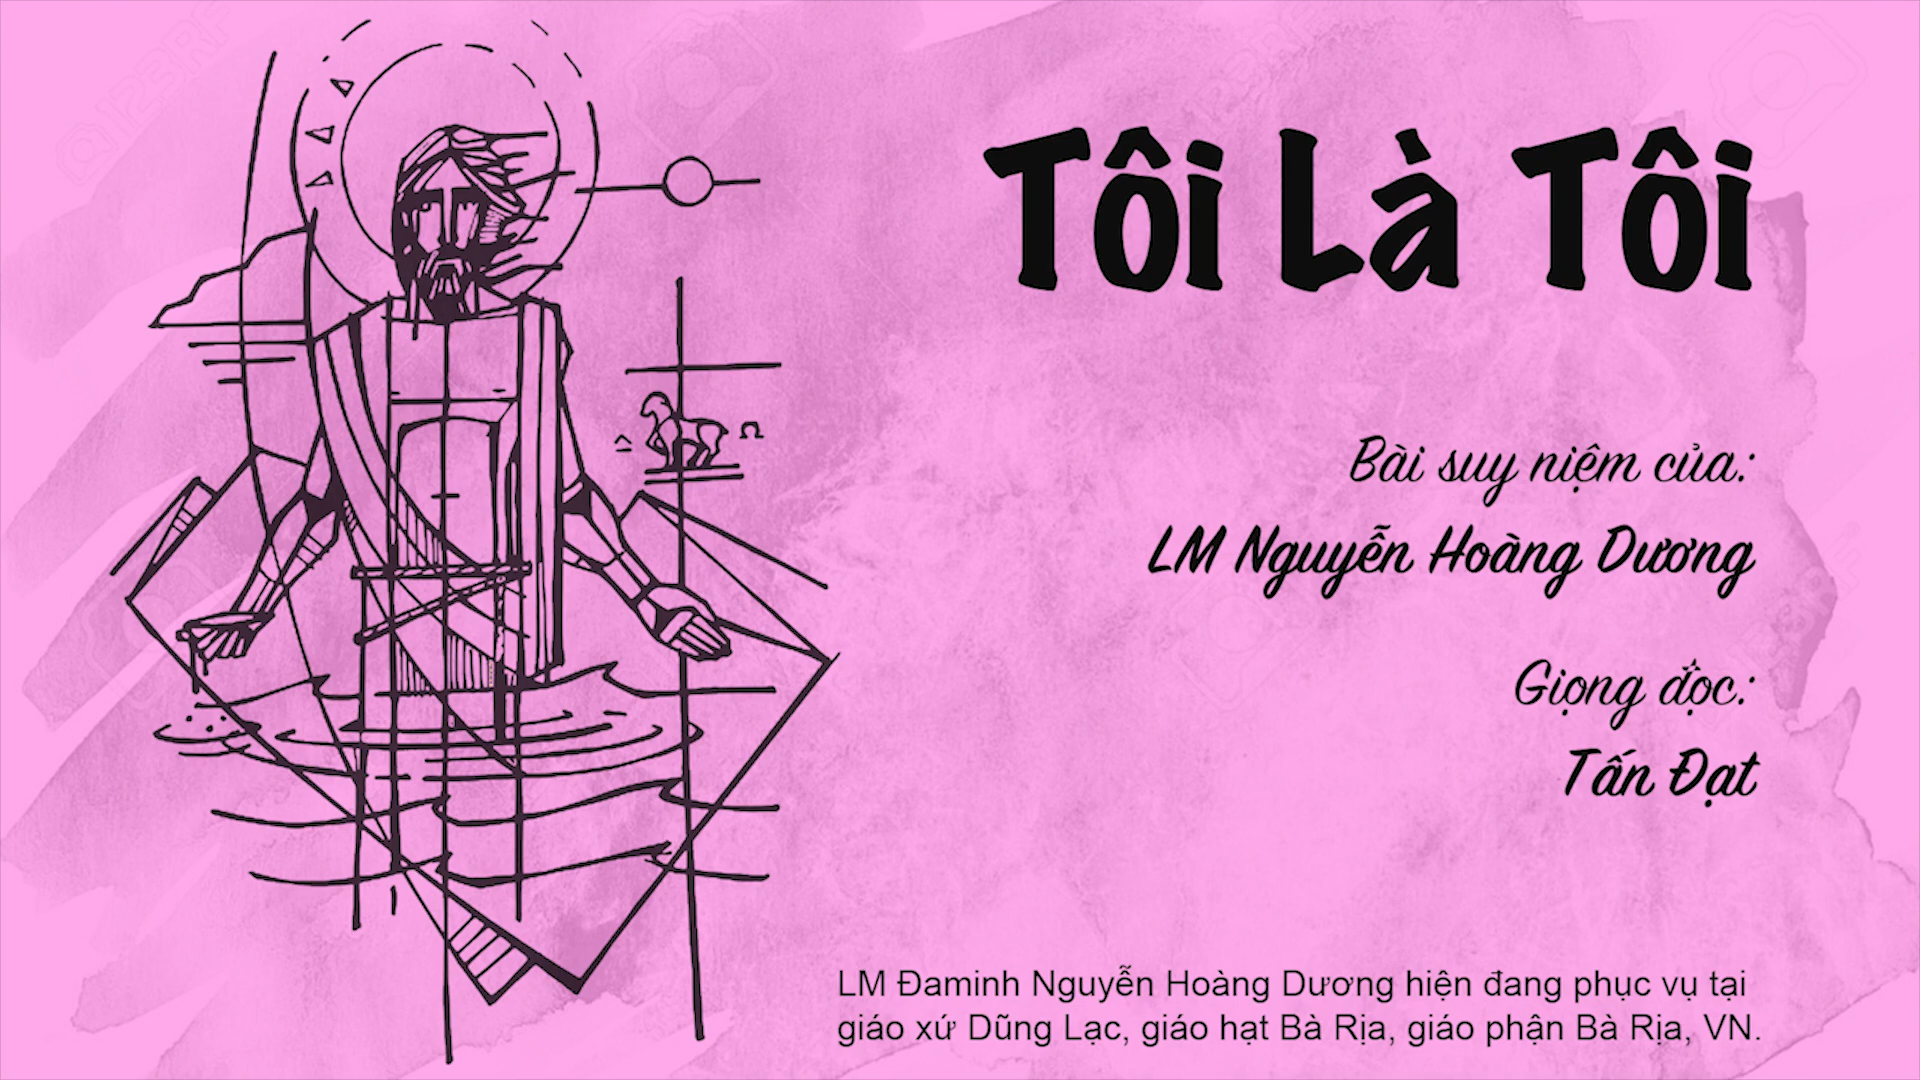 Tôi Là Tôi
Bài suy niệm của:
LM Nguyễn Hoàng Dương
Giọng đọc:
Tấn Đạt
LM Đaminh Nguyễn Hoàng Dương hiện đang phục vụ tại
giáo xứ Dũng Lạc, giáo hạt Bà Rịa, giáo phận Bà Rịa, VN.
Ω
123RF